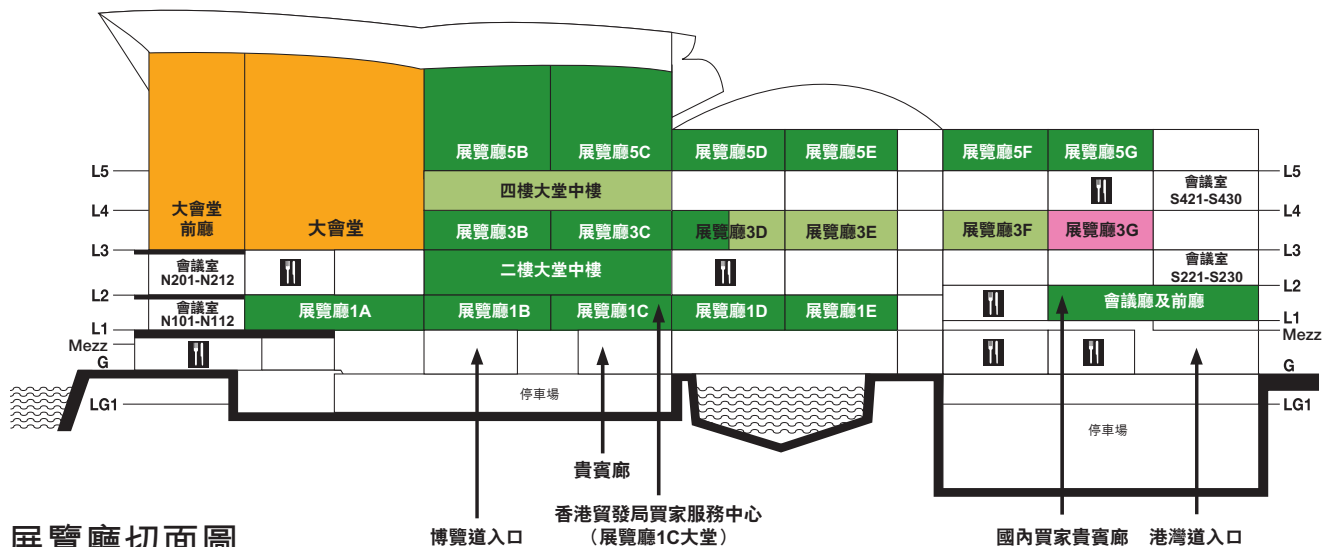 展覽廳5B
展覽廳5C
展覽廳5D
展覽廳5E
展覽廳5F
展覽廳5G
L5
L5
四樓大堂中樓
會議室
S421-S430
L4
L4
大會堂
前廳
大會堂
展覽廳3B
展覽廳3C
展覽廳3D
展覽廳3E
展覽廳3F
展覽廳3G
L3
L3
會議室
N201-N212
二樓大堂中樓
會議室
S221-S230
L2
L2
會議室
N101-N112
展覽廳1A
展覽廳1B
展覽廳1C
展覽廳1D
展覽廳1E
會議廳及前廳
L1
L1
Mezz
Mezz
G
G
停車場
LG1
LG1
停車場
貴賓廊
博覽道入口
香港貿發局買家服務中心
（展覽廳1C大堂）
國內買家貴賓廊
港灣道入口
展覽廳切面圖